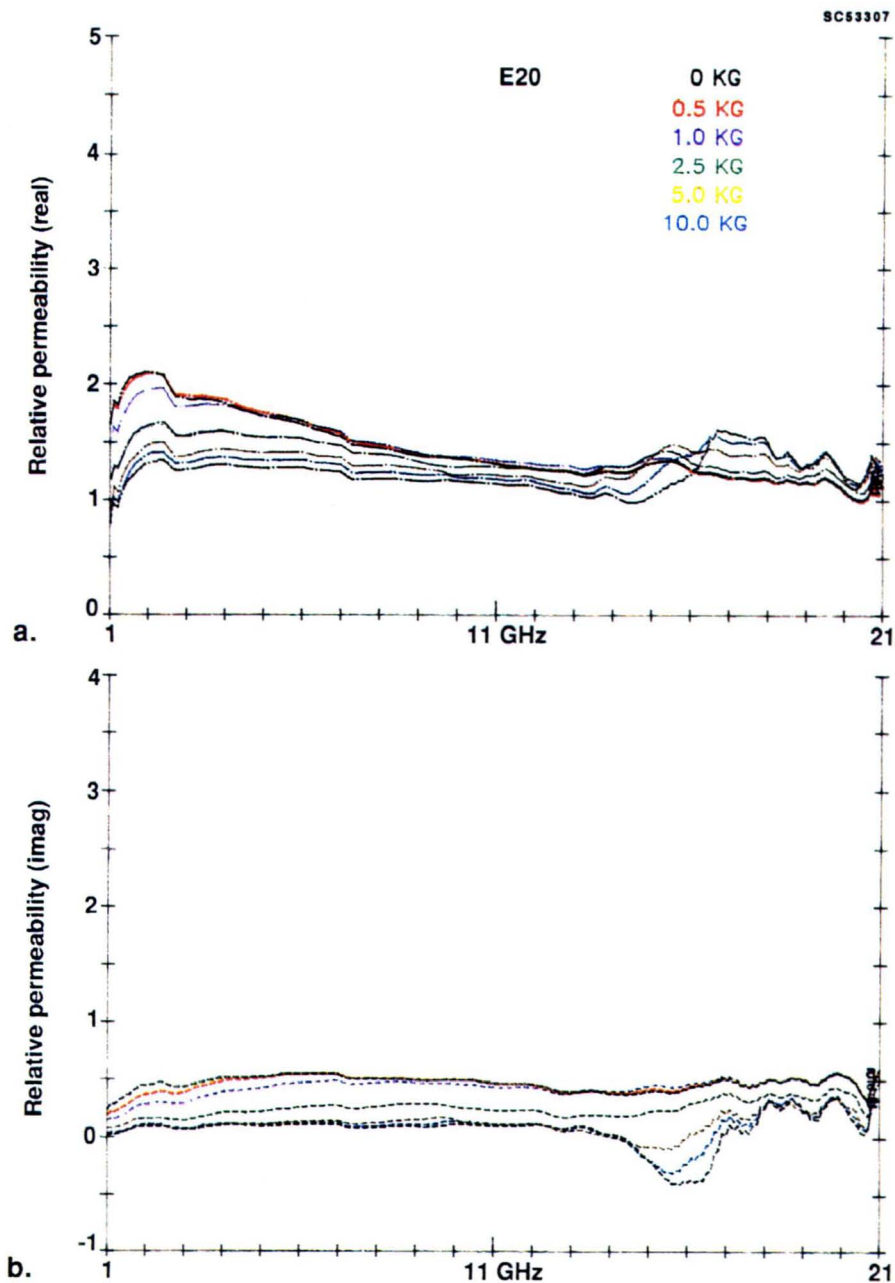 SC53307
5
E20 0 KG
0.5 KG
1.0 KG
2.5 KG
5.0 KG
10.0 KG
4
3
2
1
0
Relative permeability (real)
a.
1 11 GHz 21
4
3
2
1
0
-1
Relative permeability (imag)
b.
1 11 GHz 21